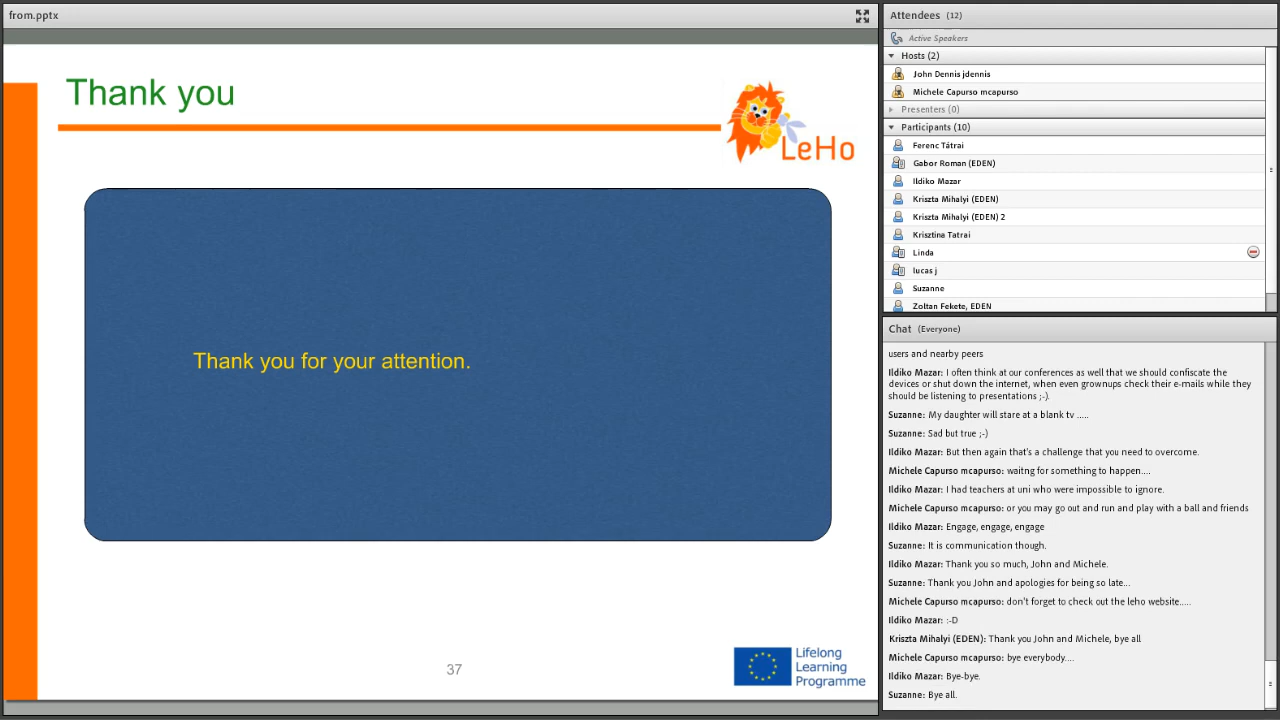 from.pptx
Thank you
LeHo
Thank you for your attention.
37
Lifelong
Learning
Programme
Attendees (12)
Active Speakers
Hosts (2)
John Dennis jdennis
Michele Capurso mcapurso
Presenters (0)
Participants (10)
Ferenc Tátrai
Gabor Roman (EDEN)
Ildiko Mazar
Kriszta Mihalyi (EDEN)
Kriszta Mihalyi (EDEN) 2
Krisztina Tatrai
Linda
lucas j
Suzanne
Zoltan Fekete, EDEN
Chat (Everyone)
users and nearby peers
Ildiko Mazar: I often think at our conferences as well that we should confiscate the
devices or shut down the internet, when even grownups check their e-mails while they
should be listening to presentations ;-).
Suzanne: My daughter will stare at a blank tv .....
Suzanne: Sad but true ;-)
Ildiko Mazar: But then again that's a challenge that you need to overcome.
Michele Capurso mcapurso: waitng for something to happen....
Ildiko Mazar: I had teachers at uni who were impossible to ignore.
Michele Capurso mcapurso: or you may go out and run and play with a ball and friends
Ildiko Mazar: Engage, engage, engage
Suzanne: It is communication though.
Ildiko Mazar: Thank you so much, John and Michele.
Suzanne: Thank you John and apologies for being so late...
Michele Capurso mcapurso: don't forget to check out the leho website.....
Ildiko Mazar: :-D
Kriszta Mihalyi (EDEN): Thank you John and Michele, bye all
Michele Capurso mcapurso: bye everybody....
Ildiko Mazar: Bye-bye.
Suzanne: Bye all.